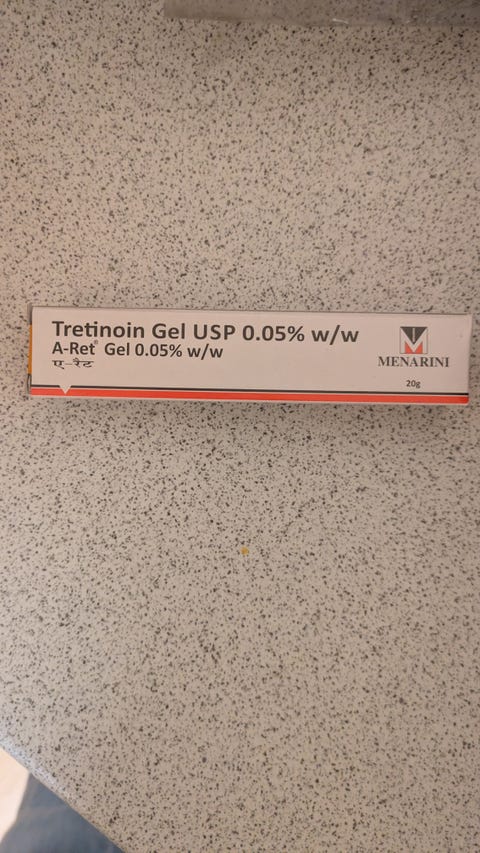 Tretinoin Gel USP 0.05% w/w
A-Ret® Gel 0.05% w/w
ए-रैट
MENARINI
20g